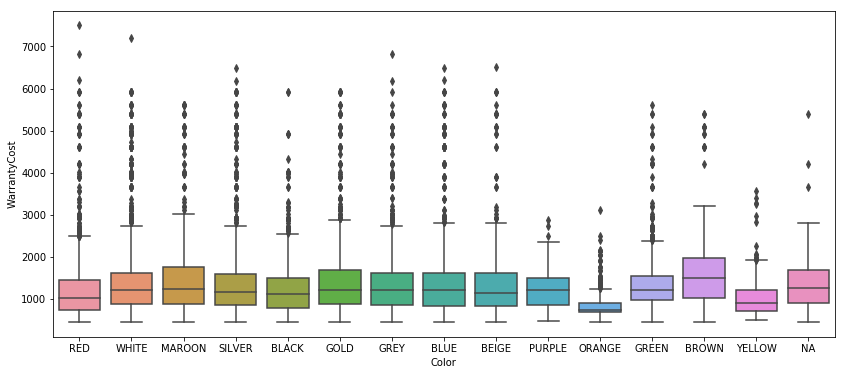 7000
6000
5000
4000
3000
2000
1000
WarrantyCost
RED WHITE MAROON SILVER BLACK GOLD GREY BLUE BEIGE PURPLE ORANGE GREEN BROWN YELLOW NA
Color